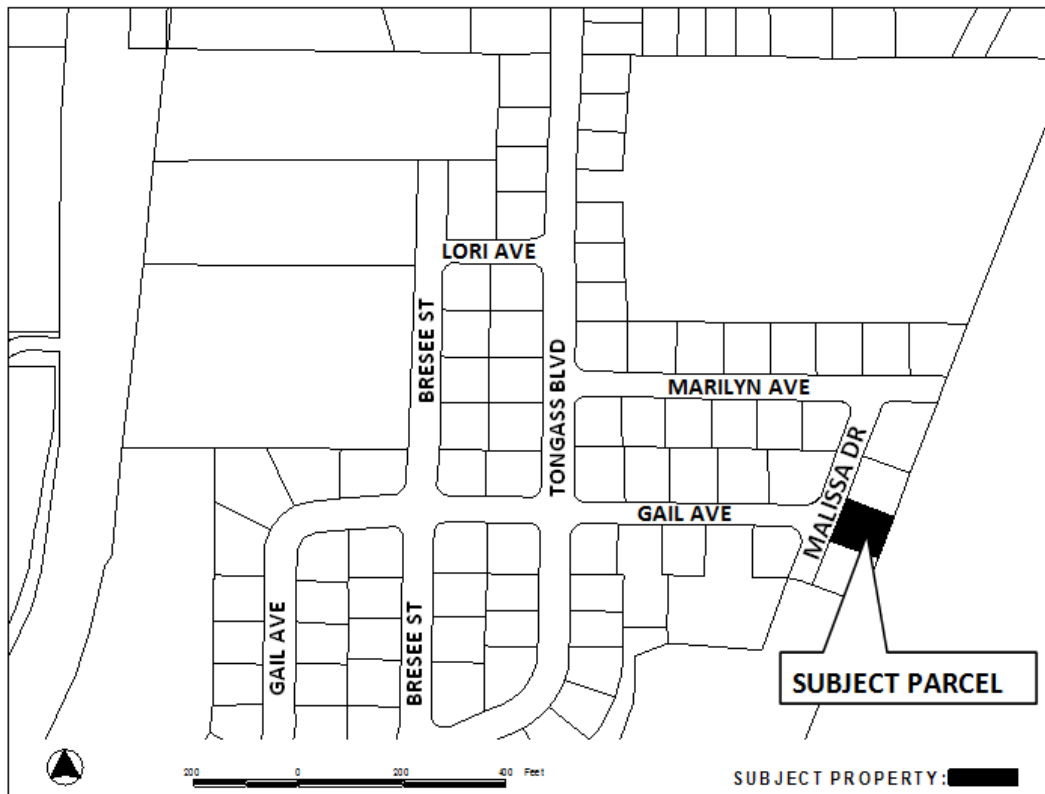 LORI AVE
BRESEE ST
TONGASS BLVD
MARILYN AVE
MALISSA DR
GAIL AVE
GAIL AVE
BRESEE ST
SUBJECT PARCEL
200 0 200 400 Feet
SUBJECT PROPERTY: